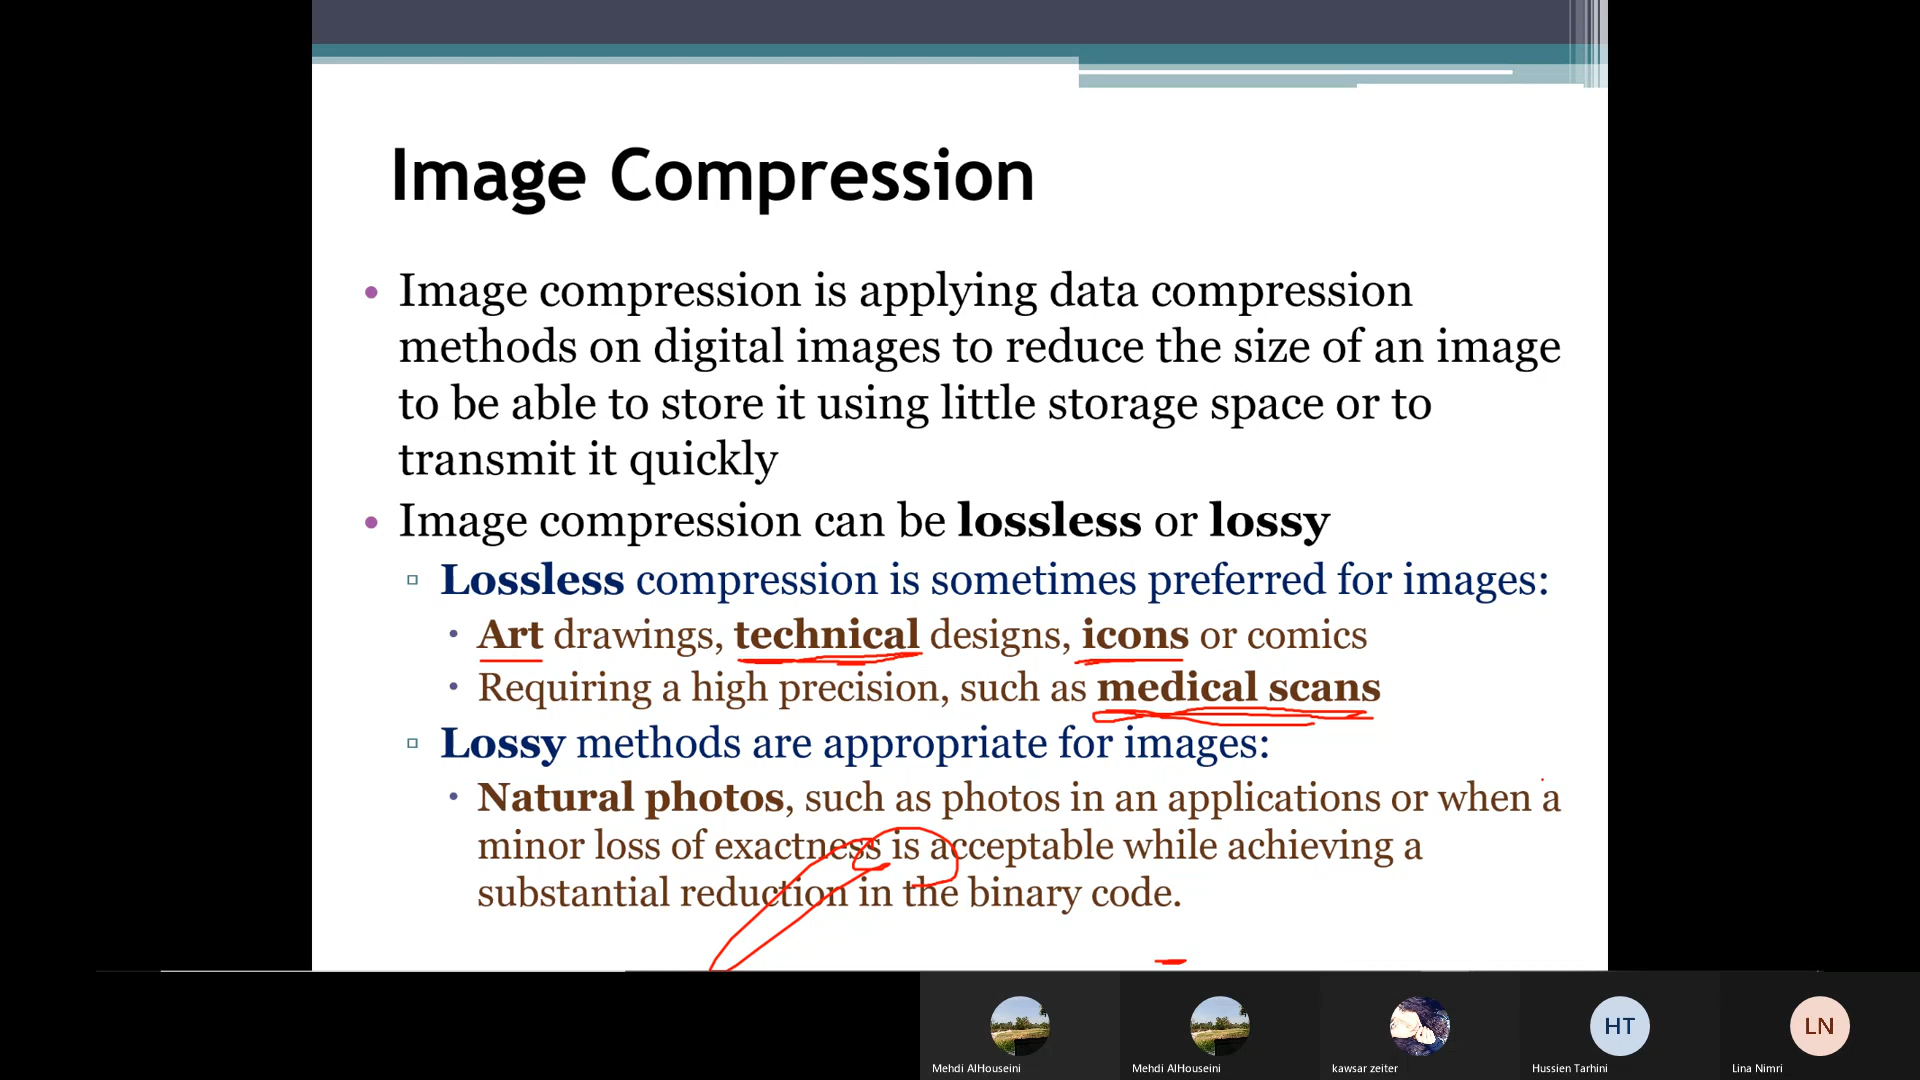 Image Compression
• Image compression is applying data compression
methods on digital images to reduce the size of an image
to be able to store it using little storage space or to
transmit it quickly
• Image compression can be lossless or lossy
▫ Lossless compression is sometimes preferred for images:
• Art drawings, technical designs, icons or comics
• Requiring a high precision, such as medical scans
▫ Lossy methods are appropriate for images:
• Natural photos, such as photos in an applications or when a
minor loss of exactness is acceptable while achieving a
substantial reduction in the binary code.
HT LN
Mehdi AlHouseini Mehdi AlHouseini kawsar zeiter Hussien Tarhini Lina Nimri